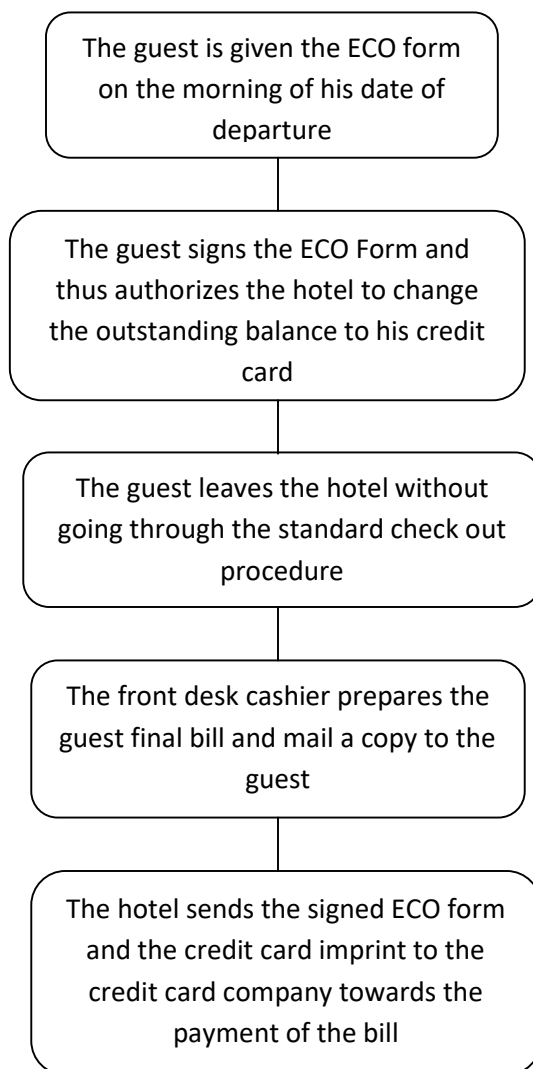 The guest is given the ECO form
on the morning of his date of
departure
The guest signs the ECO Form and
thus authorizes the hotel to change
the outstanding balance to his credit
card
The guest leaves the hotel without
going through the standard check out
procedure
The front desk cashier prepares the
guest final bill and mail a copy to the
guest
The hotel sends the signed ECO form
and the credit card imprint to the
credit card company towards the
payment of the bill